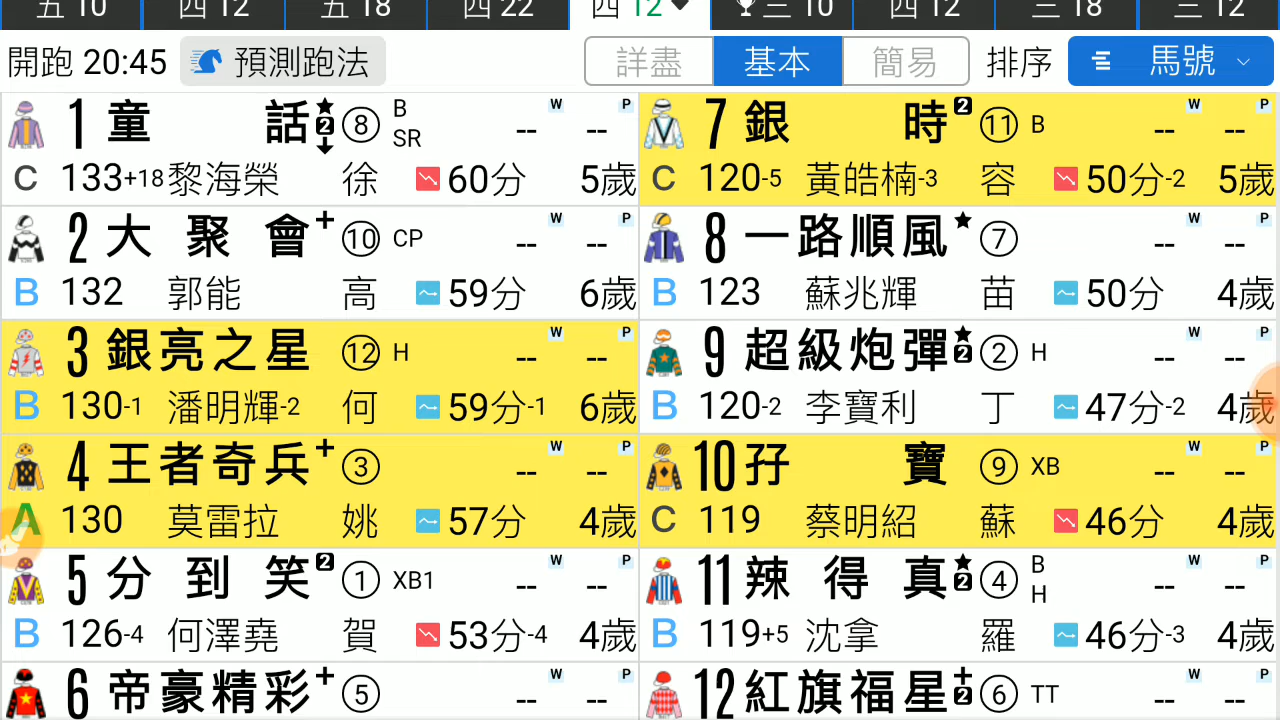 五 10 四 12 五 18 四 22 四 12 三 10 四 12 三 18 三 12
開跑 20:45 預測跑法 詳盡 基本 簡易 排序 馬號
1 童話 ★ 2 ⑧ B SR W -- P --
C 133+18 黎海榮 徐 60分 5歲
2 大聚會 + ⑩ CP W -- P --
B 132 郭能 高 59分 6歲
3 銀亮之星 ⑫ H W -- P --
B 130-1 潘明輝-2 何 59分-1 6歲
4 王者奇兵 + ③ W -- P --
A 130 莫雷拉 姚 57分 4歲
5 分到笑 2 ① XB1 W -- P --
B 126-4 何澤堯 賀 53分-4 4歲
6 帝豪精彩 + ⑤ W -- P --
7 銀時 2 ⑪ B W -- P --
C 120-5 黃皓楠-3 容 50分-2 5歲
8 一路順風 ★ ⑦ W -- P --
B 123 蘇兆輝 苗 50分 4歲
9 超級炮彈 ★ 2 ② H W -- P --
B 120-2 李寶利 丁 47分-2 4歲
10 孖寶 ⑨ XB W -- P --
C 119 蔡明紹 蘇 46分 4歲
11 辣得真 ★ 2 ④ B H W -- P --
B 119+5 沈拿 羅 46分-3 4歲
12 紅旗福星 + 2 ⑥ TT W -- P --